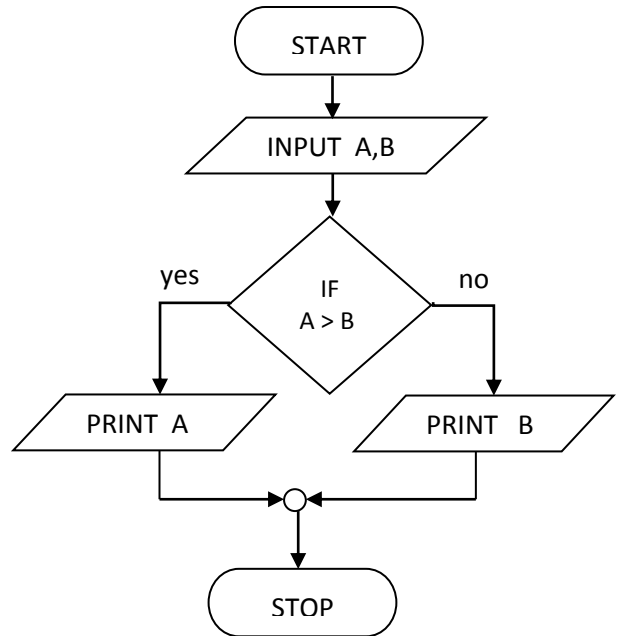 START
INPUT A,B
yes
no
IF
A > B
PRINT A
PRINT B
STOP